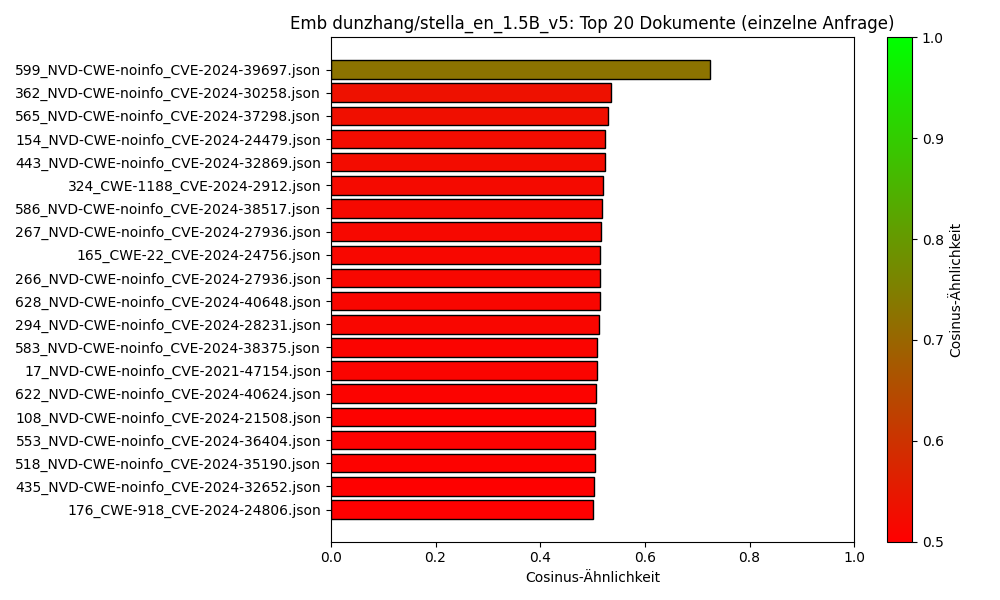 Emb dunzhang/stella_en_1.5B_v5: Top 20 Dokumente (einzelne Anfrage)
599_NVD-CWE-noinfo_CVE-2024-39697.json
362_NVD-CWE-noinfo_CVE-2024-30258.json
565_NVD-CWE-noinfo_CVE-2024-37298.json
154_NVD-CWE-noinfo_CVE-2024-24479.json
443_NVD-CWE-noinfo_CVE-2024-32869.json
324_CWE-1188_CVE-2024-2912.json
586_NVD-CWE-noinfo_CVE-2024-38517.json
267_NVD-CWE-noinfo_CVE-2024-27936.json
165_CWE-22_CVE-2024-24756.json
266_NVD-CWE-noinfo_CVE-2024-27936.json
628_NVD-CWE-noinfo_CVE-2024-40648.json
294_NVD-CWE-noinfo_CVE-2024-28231.json
583_NVD-CWE-noinfo_CVE-2024-38375.json
17_NVD-CWE-noinfo_CVE-2021-47154.json
622_NVD-CWE-noinfo_CVE-2024-40624.json
108_NVD-CWE-noinfo_CVE-2024-21508.json
553_NVD-CWE-noinfo_CVE-2024-36404.json
518_NVD-CWE-noinfo_CVE-2024-35190.json
435_NVD-CWE-noinfo_CVE-2024-32652.json
176_CWE-918_CVE-2024-24806.json
0.0 0.2 0.4 0.6 0.8 1.0
Cosinus-Ähnlichkeit
1.0
0.9
0.8
0.7
0.6
0.5
Cosinus-Ähnlichkeit